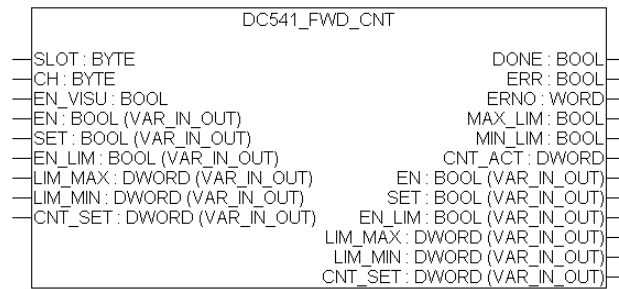 DC541_FWD_CNT
SLOT : BYTE DONE : BOOL
CH : BYTE ERR : BOOL
EN_VISU : BOOL ERNO : WORD
EN : BOOL (VAR_IN_OUT) MAX_LIM : BOOL
SET : BOOL (VAR_IN_OUT) MIN_LIM : BOOL
EN_LIM : BOOL (VAR_IN_OUT) CNT_ACT : DWORD
LIM_MAX : DWORD (VAR_IN_OUT) EN : BOOL (VAR_IN_OUT)
LIM_MIN : DWORD (VAR_IN_OUT) SET : BOOL (VAR_IN_OUT)
CNT_SET : DWORD (VAR_IN_OUT) EN_LIM : BOOL (VAR_IN_OUT)
LIM_MAX : DWORD (VAR_IN_OUT)
LIM_MIN : DWORD (VAR_IN_OUT)
CNT_SET : DWORD (VAR_IN_OUT)